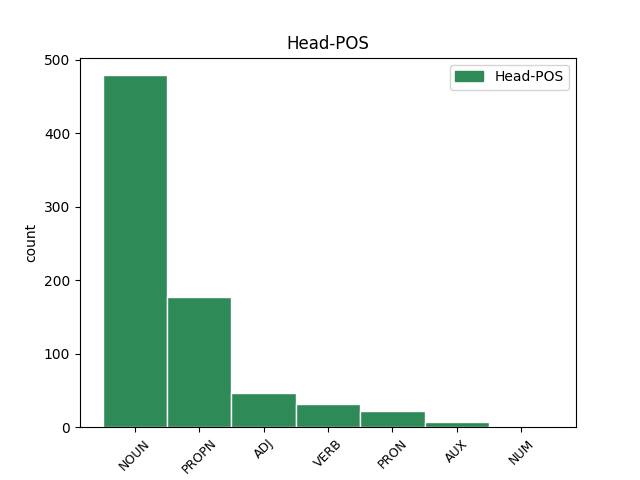 Head-POS
Head-POS
500
400
300
200
100
0
count
NOUN
PROPN
ADJ
VERB
PRON
AUX
NUM